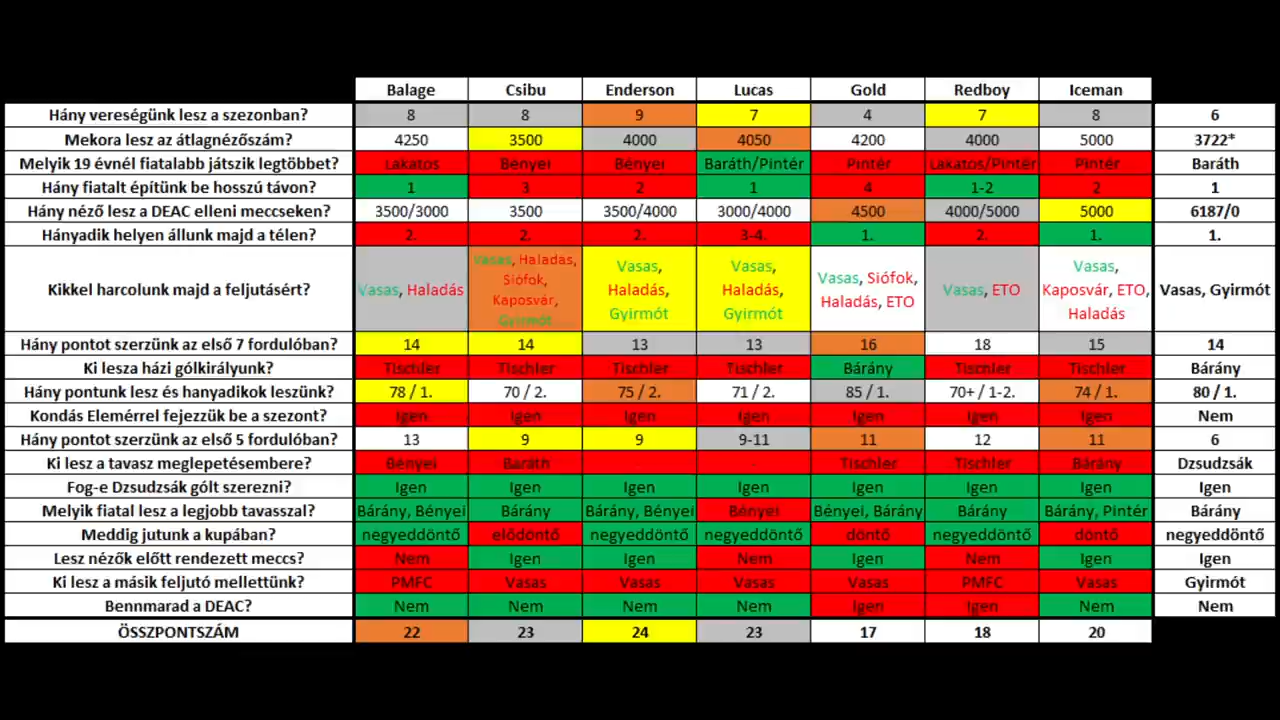 Balage Csibu Enderson Lucas Gold Redboy Iceman
Hány vereségünk lesz a szezonban? 8 8 9 7 4 7 8 6
Mekora lesz az átlagnézőszám? 4250 3500 4000 4050 4200 4000 5000 3722*
Melyik 19 évnél fiatalabb játszik legtöbbet? Lakatos Bényei Bényei Baráth/Pintér Pintér Lakatos/Pintér Pintér Baráth
Hány fiatalt építünk be hosszú távon? 1 3 2 1 4 1-2 2 1
Hány néző lesz a DEAC elleni meccseken? 3500/3000 3500 3500/4000 3000/4000 4500 4000/5000 5000 6187/0
Hányadik helyen állunk majd a télen? 2. 2. 2. 3-4. 1. 2. 1. 1.
Kikkel harcolunk majd a feljutásért? Vasas, Haladás Vasas, Haladas, Siófok, Kaposvár, Gyirmót Vasas, Haladás, Gyirmót Vasas, Haladás, Gyirmót Vasas, Siófok, Haladás, ETO Vasas, ETO Vasas, Kaposvár, ETO, Haladás Vasas, Gyirmót
Hány pontot szerzünk az első 7 fordulóban? 14 14 13 13 16 18 15 14
Ki lesza házi gólkirályunk? Tischler Tischler Tischler Tischler Bárány Tischler Tischler Bárány
Hány pontunk lesz és hanyadikok leszünk? 78 / 1. 70 / 2. 75 / 2. 71 / 2. 85 / 1. 70+ / 1-2. 74 / 1. 80 / 1.
Kondás Elemérrel fejezzük be a szezont? Igen Igen Igen Igen Igen Igen Igen Nem
Hány pontot szerzünk az első 5 fordulóban? 13 9 9 9-11 11 12 11 6
Ki lesz a tavasz meglepetésembere? Bényei Baráth - - Tischler Tischler Bárány Dzsudzsák
Fog-e Dzsudzsák gólt szerezni? Igen Igen Igen Igen Igen Igen Igen Igen
Melyik fiatal lesz a legjobb tavasszal? Bárány, Bényei Bárány Bárány, Bényei Bényei Bényei, Bárány Bárány Bárány, Pintér Bárány
Meddig jutunk a kupában? negyeddöntő elődöntő negyeddöntő negyeddöntő döntő negyeddöntő döntő negyeddöntő
Lesz nézők előtt rendezett meccs? Nem Igen Igen Nem Igen Nem Igen Igen
Ki lesz a másik feljutó mellettünk? PMFC Vasas Vasas Vasas Vasas PMFC Vasas Gyirmót
Bennmarad a DEAC? Nem Nem Nem Nem Igen Igen Nem Nem
ÖSSZPONTSZÁM 22 23 24 23 17 18 20